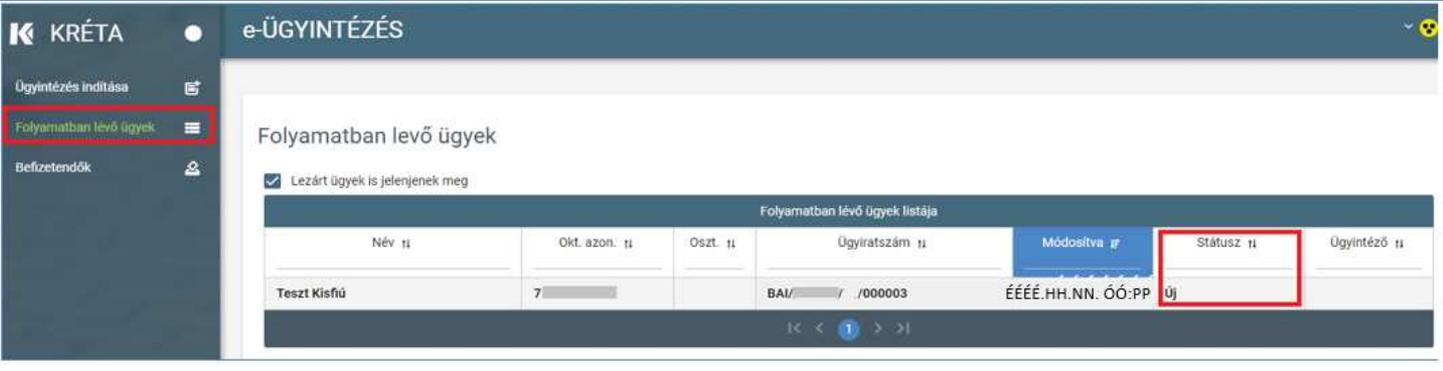 KRÉTA
e-ÜGYINTÉZÉS
Ügyintézés indítása
Folyamatban lévő ügyek
Befizetendők
Folyamatban levő ügyek
Lezárt ügyek is jelenjenek meg
Folyamatban lévő ügyek listája
Név Okt. azon. Oszt. Ügyiratszám Módosítva Státusz Ügyintéző
Teszt Kisfiú 7 BAI/ / /000003 ÉÉÉÉ.HH.NN. ÓÓ:PP Új
1